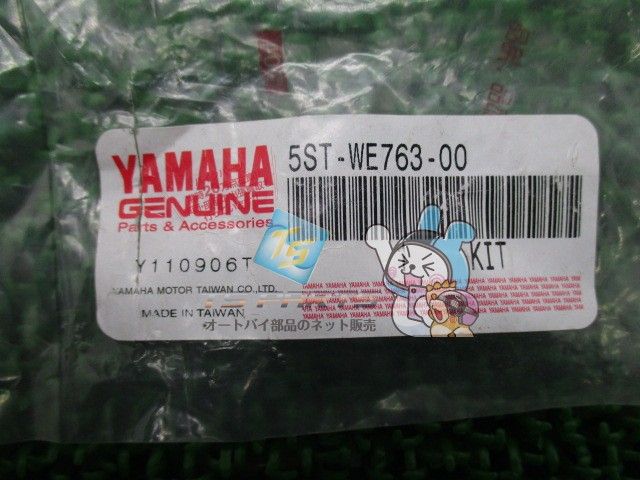 YAMAHA
GENUINE
Parts & Accessories
5ST-WE763-00
Y110906T
KIT
YAMAHA MOTOR TAIWAN CO.,LTD.
MADE IN TAIWAN
オートバイ部品のネット販売